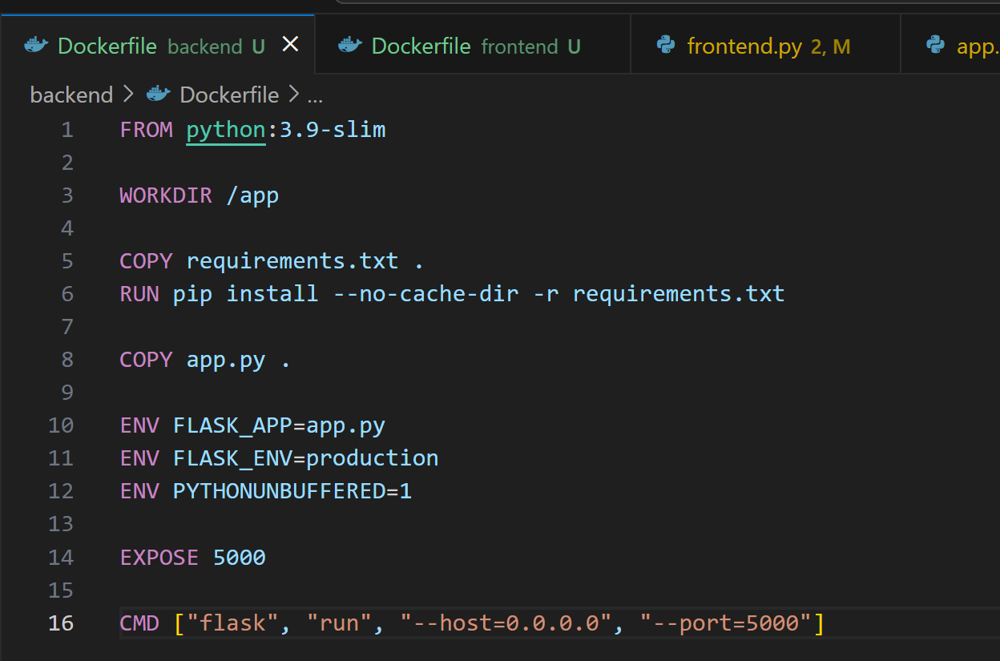 Dockerfile backend U × Dockerfile frontend U frontend.py 2, M app.
backend > Dockerfile > ...
1 FROM python:3.9-slim
2
3 WORKDIR /app
4
5 COPY requirements.txt .
6 RUN pip install --no-cache-dir -r requirements.txt
7
8 COPY app.py .
9
10 ENV FLASK_APP=app.py
11 ENV FLASK_ENV=production
12 ENV PYTHONUNBUFFERED=1
13
14 EXPOSE 5000
15
16 CMD ["flask", "run", "--host=0.0.0.0", "--port=5000"]